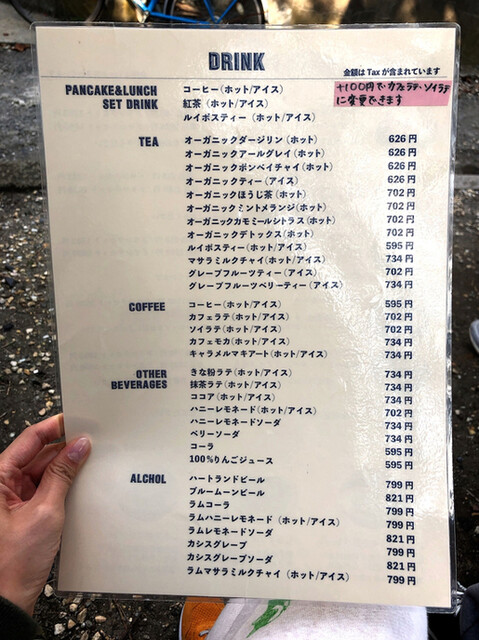 DRINK
金額はTaxが含まれています
+100円でカフェラテ・ソイラテ
に変更できます
PANCAKE&LUNCH
SET DRINK
コーヒー(ホット/アイス)
紅茶(ホット/アイス)
ルイボスティー(ホット/アイス)
TEA
オーガニックダージリン(ホット) 626円
オーガニックアールグレイ(ホット) 626円
オーガニックボンベイチャイ(ホット) 626円
オーガニックティー(アイス) 626円
オーガニックほうじ茶(ホット) 702円
オーガニックミントメランジ(ホット) 702円
オーガニックカモミールシトラス(ホット) 702円
オーガニックデトックス(ホット) 702円
ルイボスティー(ホット/アイス) 595円
マサラミルクチャイ(ホット/アイス) 734円
グレープフルーツティー(アイス) 702円
グレープフルーツベリーティー(アイス) 734円
COFFEE
コーヒー(ホット/アイス) 595円
カフェラテ(ホット/アイス) 702円
ソイラテ(ホット/アイス) 702円
カフェモカ(ホット/アイス) 734円
キャラメルマキアート(ホット/アイス) 734円
OTHER
BEVERAGES
きな粉ラテ(ホット/アイス) 734円
抹茶ラテ(ホット/アイス) 734円
ココア(ホット/アイス) 734円
ハニーレモネード(ホット/アイス) 702円
ハニーレモネードソーダ 734円
ベリーソーダ 734円
コーラ 595円
100%りんごジュース 595円
ALCHOL
ハートランドビール 799円
ブルームーンビール 821円
ラムコーラ 799円
ラムハニーレモネード(ホット/アイス) 799円
ラムレモネードソーダ 821円
カシスグレープ 799円
カシスグレープソーダ 821円
ラムマサラミルクチャイ(ホット/アイス) 799円